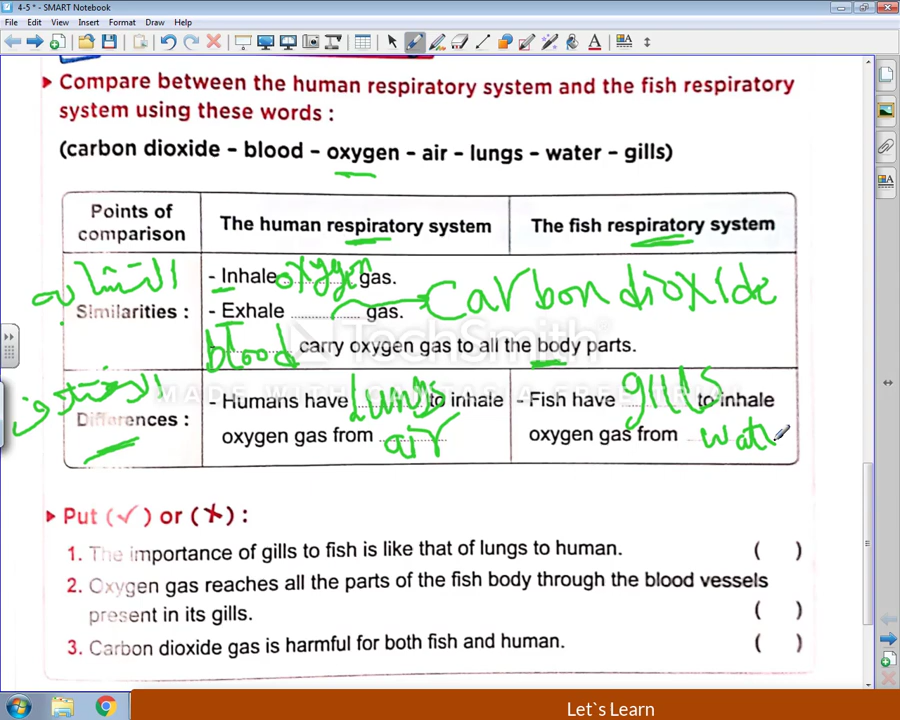 4-5 * - SMART Notebook
File Edit View Insert Format Draw Window Help
Compare between the human respiratory system and the fish respiratory
system using these words :
(carbon dioxide - blood - oxygen - air - lungs - water - gills)
Points of comparison
The human respiratory system
The fish respiratory system
التشابه
Similarities :
- Inhale oxygen gas.
- Exhale ............ gas. Carbon dioxide
- blood carry oxygen gas to all the body parts.
الاختلاف
Differences :
- Humans have lungs to inhale
oxygen gas from air
- Fish have gills to inhale
oxygen gas from wat
TechSmith
Put (✓) or (✗) :
1. The importance of gills to fish is like that of lungs to human. ( )
2. Oxygen gas reaches all the parts of the fish body through the blood vessels
present in its gills. ( )
3. Carbon dioxide gas is harmful for both fish and human. ( )
Let`s Learn